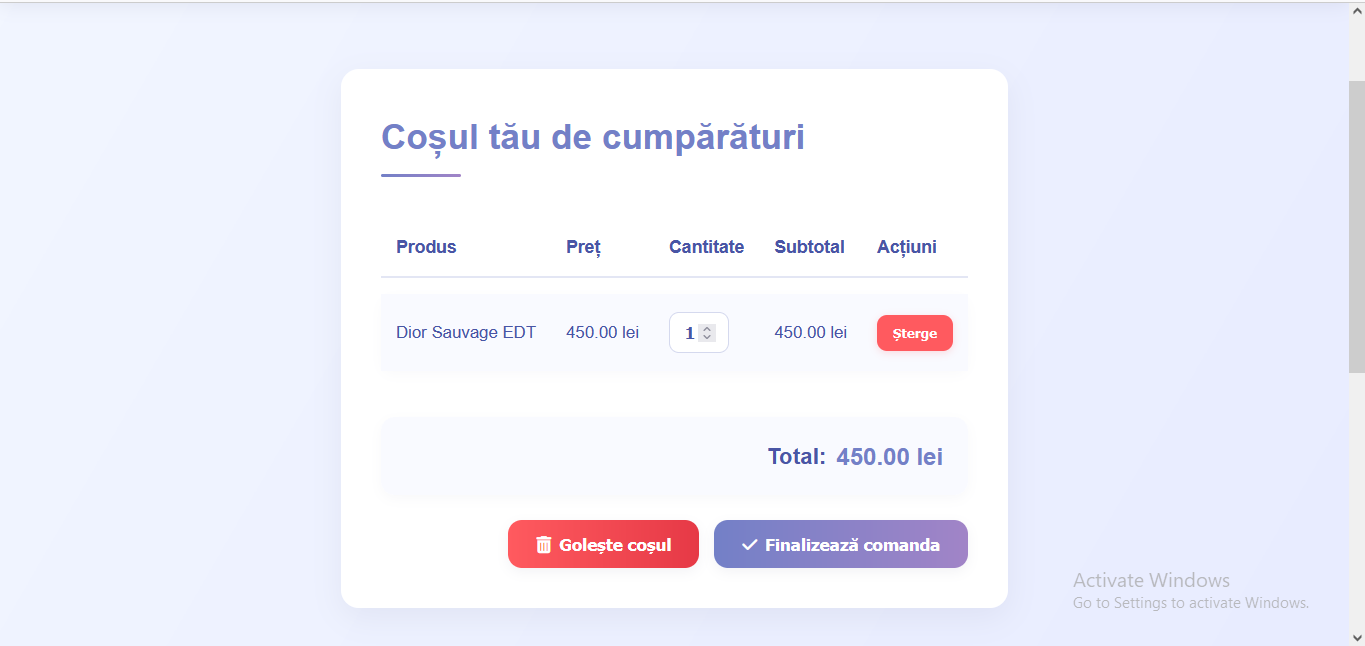 Coșul tău de cumpărături
Produs Preț Cantitate Subtotal Acțiuni
Dior Sauvage EDT 450.00 lei 1 450.00 lei Șterge
Total: 450.00 lei
Golește coșul Finalizează comanda
Activate Windows
Go to Settings to activate Windows.